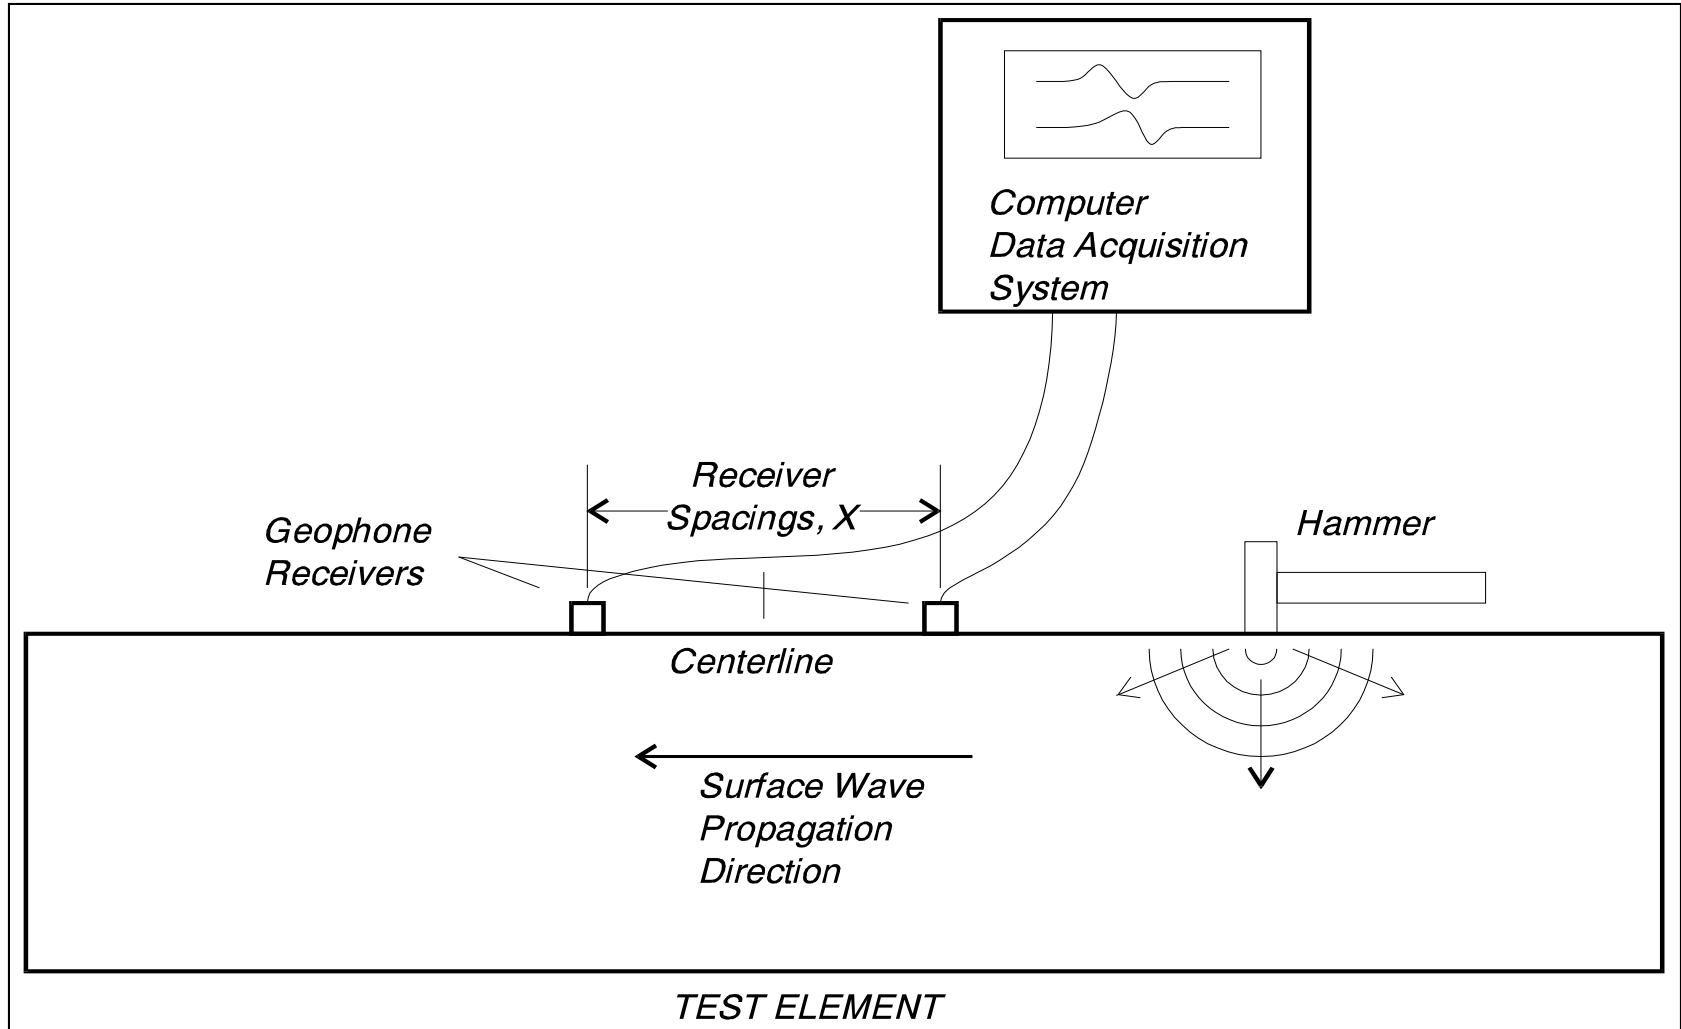 Computer
Data Acquisition
System
Receiver
Spacings, X
Geophone
Receivers
Hammer
Centerline
Surface Wave
Propagation
Direction
TEST ELEMENT